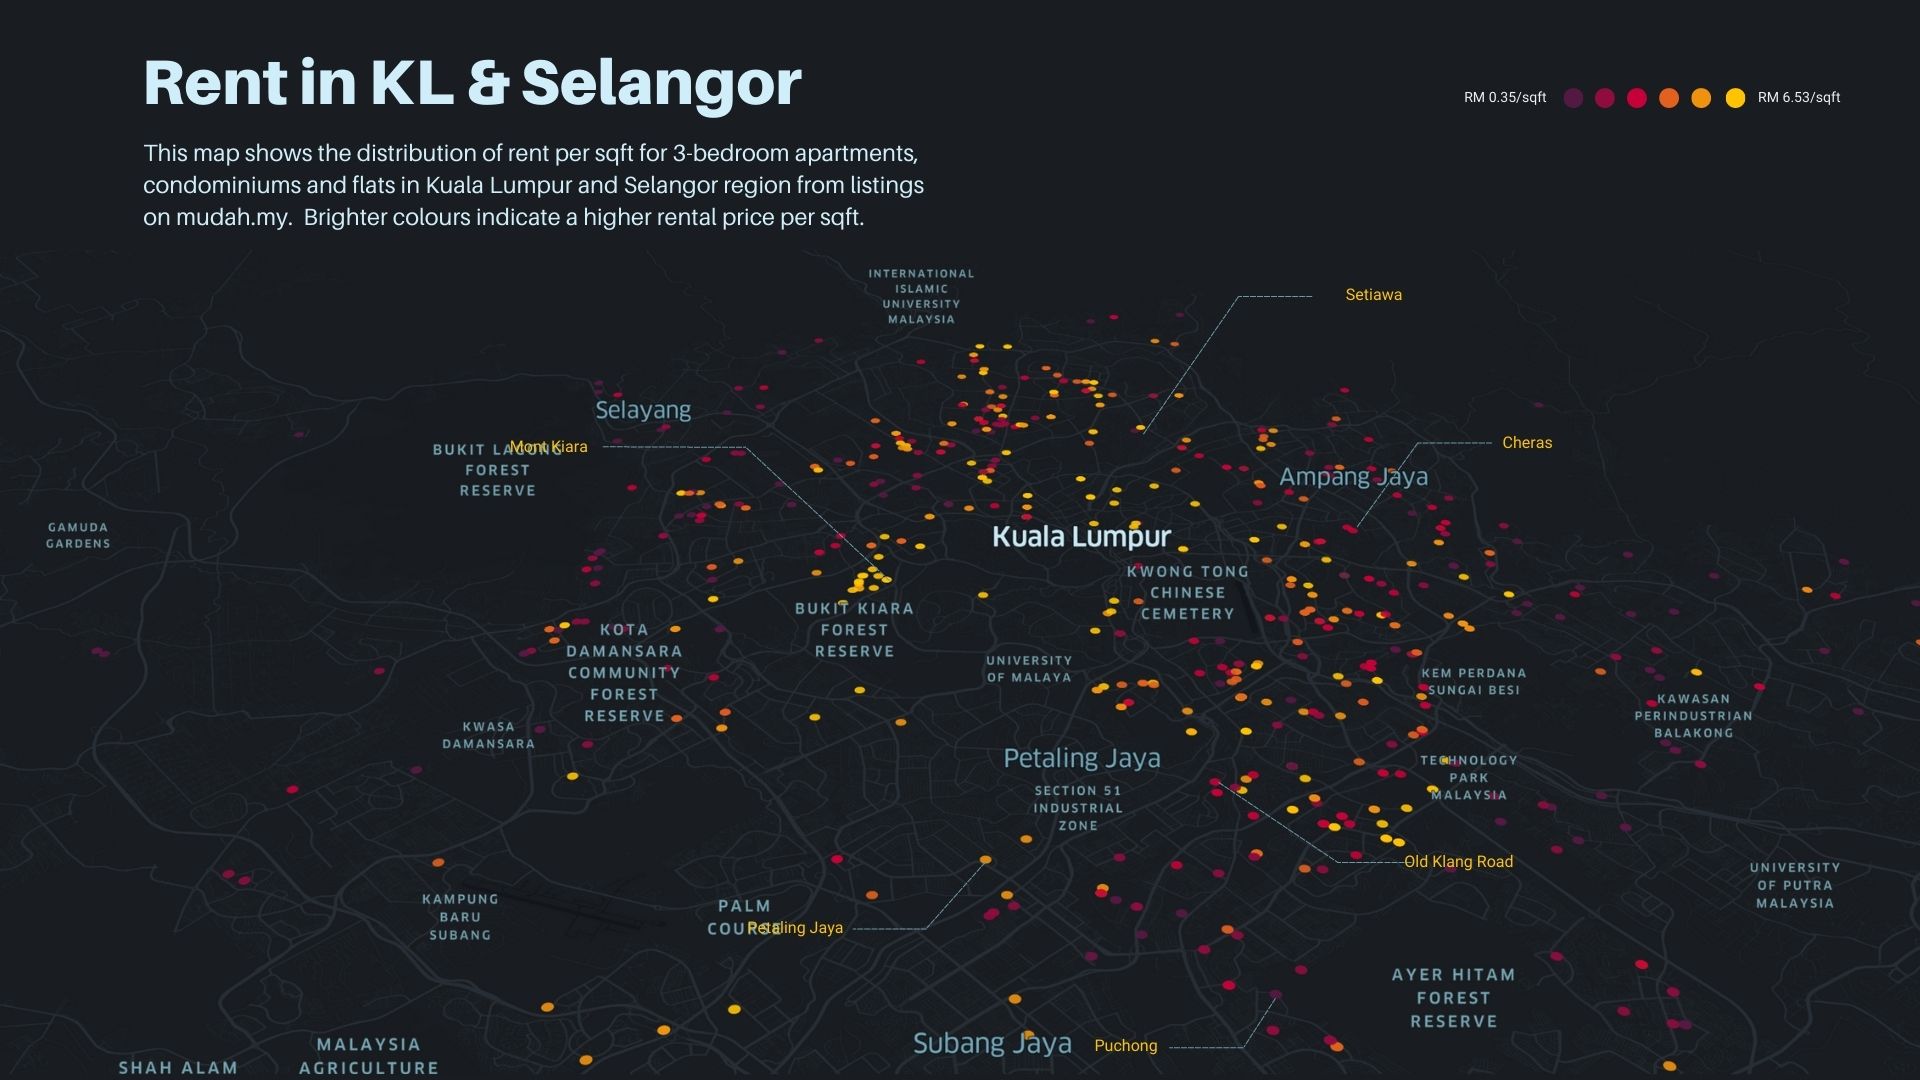 Rent in KL & Selangor
RM 0.35/sqft
RM 6.53/sqft
This map shows the distribution of rent per sqft for 3-bedroom apartments,
condominiums and flats in Kuala Lumpur and Selangor region from listings
on mudah.my. Brighter colours indicate a higher rental price per sqft.
INTERNATIONAL
ISLAMIC
UNIVERSITY
MALAYSIA
Setiawa
Selayang
Mont Kiara
BUKIT LAGONG
FOREST
RESERVE
Cheras
Ampang Jaya
GAMUDA
GARDENS
Kuala Lumpur
KWONG TONG
CHINESE
CEMETERY
BUKIT KIARA
FOREST
RESERVE
KOTA
DAMANSARA
COMMUNITY
FOREST
RESERVE
UNIVERSITY
OF MALAYA
KEM PERDANA
SUNGAI BESI
KAWASAN
PERINDUSTRIAN
BALAKONG
KWASA
DAMANSARA
Petaling Jaya
SECTION 51
INDUSTRIAL
ZONE
TECHNOLOGY
PARK
MALAYSIA
Old Klang Road
UNIVERSITY
OF PUTRA
MALAYSIA
KAMPUNG
BARU
SUBANG
PALM
COURSE
Petaling Jaya
AYER HITAM
FOREST
RESERVE
Subang Jaya
Puchong
SHAH ALAM
MALAYSIA
AGRICULTURE